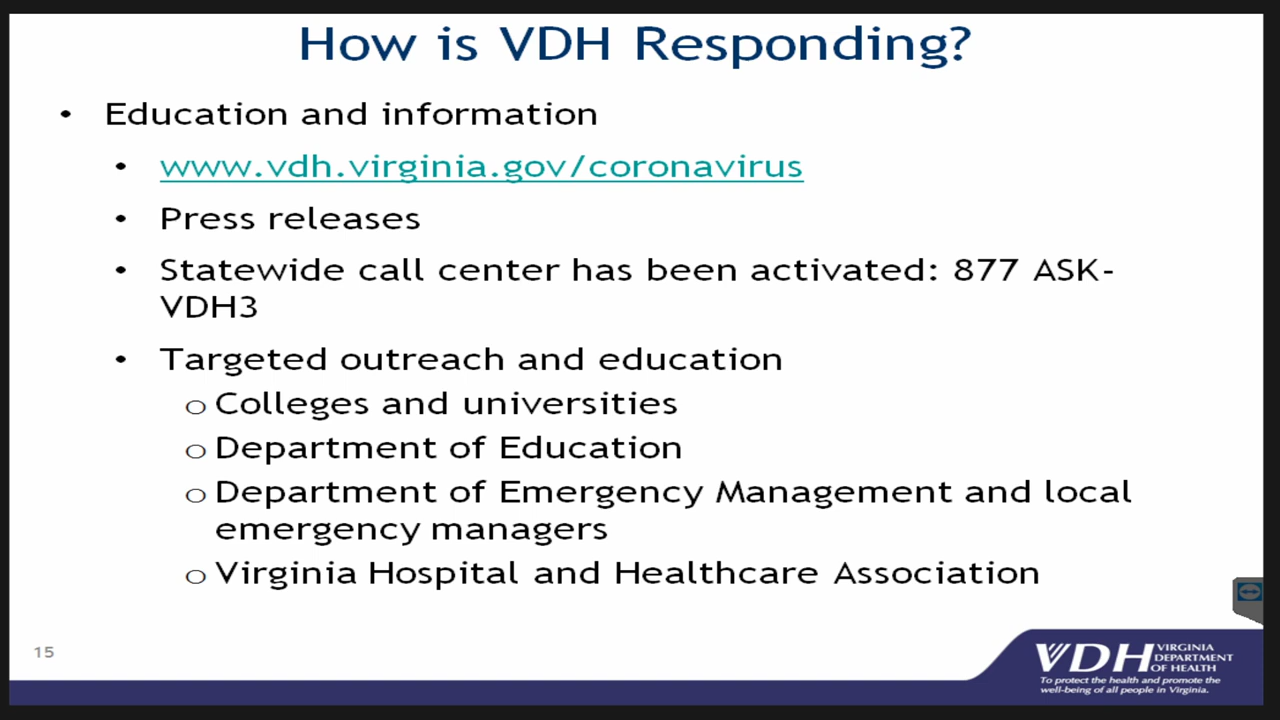 How is VDH Responding?
• Education and information
• www.vdh.virginia.gov/coronavirus
• Press releases
• Statewide call center has been activated: 877 ASK-
VDH3
• Targeted outreach and education
o Colleges and universities
o Department of Education
o Department of Emergency Management and local
emergency managers
o Virginia Hospital and Healthcare Association
15
VDH VIRGINIA
DEPARTMENT
OF HEALTH
To protect the health and promote the
well-being of all people in Virginia.